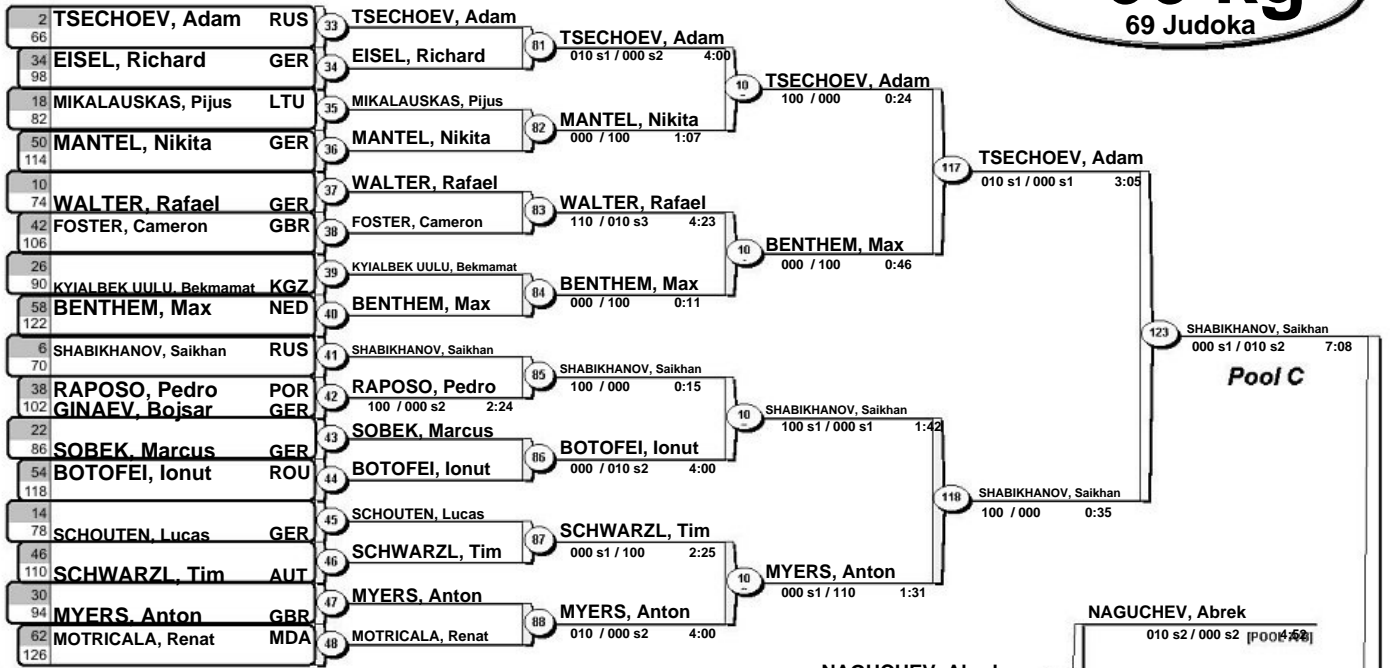 69 Judoka
2 TSECHOEV, Adam RUS
66
34 EISEL, Richard GER
98
18 MIKALAUSKAS, Pijus LTU
82
50 MANTEL, Nikita GER
114
10
74 WALTER, Rafael GER
42 FOSTER, Cameron GBR
106
26
90 KYIALBEK UULU, Bekmamat KGZ
58 BENTHEM, Max NED
122
6 SHABIKHANOV, Saikhan RUS
70
38 RAPOSO, Pedro POR
102 GINAEV, Bojsar GER
22
86 SOBEK, Marcus GER
54 BOTOFEI, Ionut ROU
118
14
78 SCHOUTEN, Lucas GER
46
110 SCHWARZL, Tim AUT
30
94 MYERS, Anton GBR
62 MOTRICALA, Renat MDA
126
33 TSECHOEV, Adam
34 EISEL, Richard
35 MIKALAUSKAS, Pijus
36 MANTEL, Nikita
37 WALTER, Rafael
38 FOSTER, Cameron
39 KYIALBEK UULU, Bekmamat
40 BENTHEM, Max
41 SHABIKHANOV, Saikhan
42 RAPOSO, Pedro
100 / 000 s2 2:24
43 SOBEK, Marcus
44 BOTOFEI, Ionut
45 SCHOUTEN, Lucas
46 SCHWARZL, Tim
47 MYERS, Anton
48 MOTRICALA, Renat
81 TSECHOEV, Adam
010 s1 / 000 s2 4:00
82 MANTEL, Nikita
000 / 100 1:07
83 WALTER, Rafael
110 / 010 s3 4:23
84 BENTHEM, Max
000 / 100 0:11
85 SHABIKHANOV, Saikhan
100 / 000 0:15
86 BOTOFEI, Ionut
000 / 010 s2 4:00
87 SCHWARZL, Tim
000 s1 / 100 2:25
88 MYERS, Anton
010 / 000 s2 4:00
10 TSECHOEV, Adam
100 / 000 0:24
10 BENTHEM, Max
000 / 100 0:46
10 SHABIKHANOV, Saikhan
100 s1 / 000 s1 1:42
10 MYERS, Anton
000 s1 / 110 1:31
117 TSECHOEV, Adam
010 s1 / 000 s1 3:05
118 SHABIKHANOV, Saikhan
100 / 000 0:35
123 SHABIKHANOV, Saikhan
000 s1 / 010 s2 7:08
Pool C
NAGUCHEV, Abrek
010 s2 / 000 s2 4:52